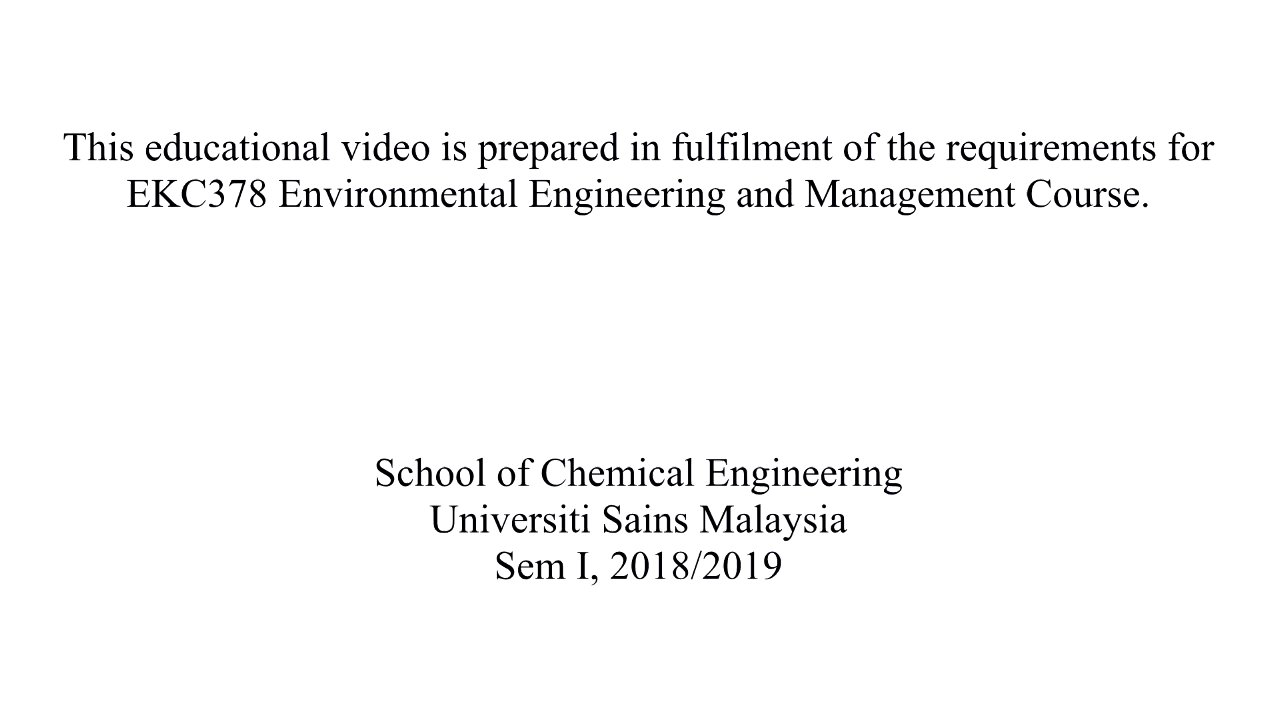 This educational video is prepared in fulfilment of the requirements for
EKC378 Environmental Engineering and Management Course.
School of Chemical Engineering
Universiti Sains Malaysia
Sem I, 2018/2019